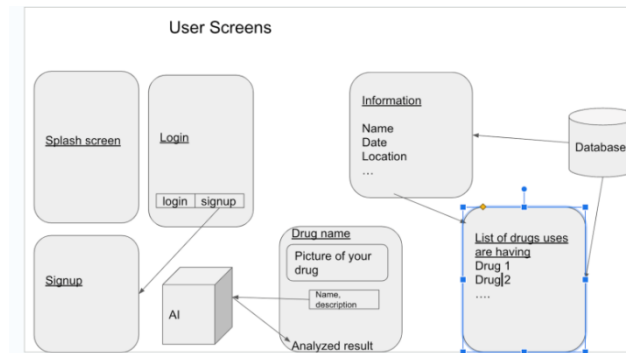 User Screens
Splash screen
Login
login
signup
Information
Name
Date
Location
...
Database
Signup
AI
Drug name
Picture of your
drug
Name,
description
Analyzed result
List of drugs uses
are having
Drug 1
Drug 2
....